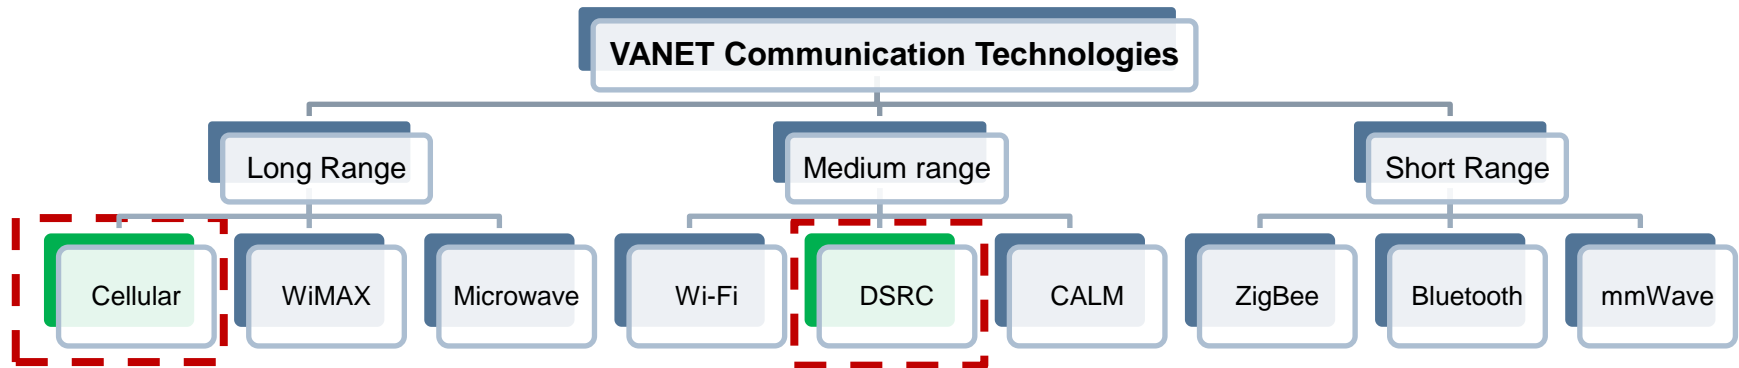 VANET Communication Technologies
Long Range
Medium range
Short Range
Cellular
WiMAX
Microwave
Wi-Fi
DSRC
CALM
ZigBee
Bluetooth
mmWave